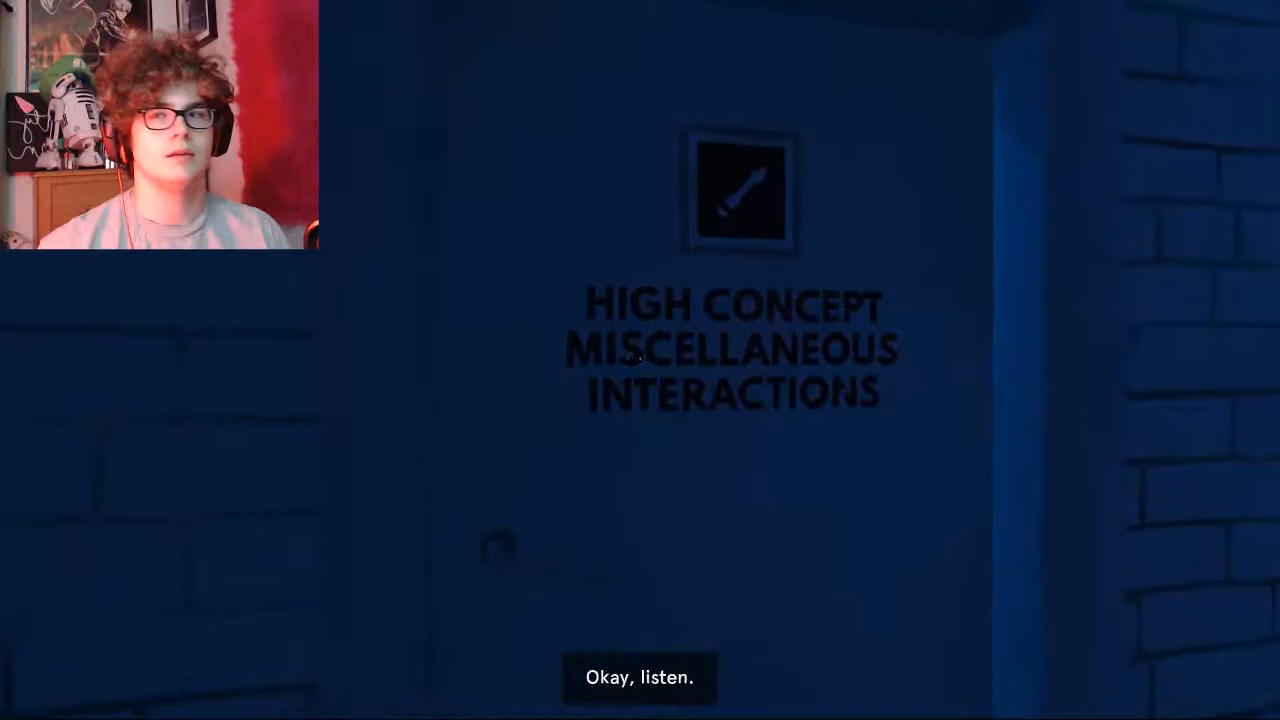 HIGH CONCEPT
MISCELLANEOUS
INTERACTIONS
Okay, listen.